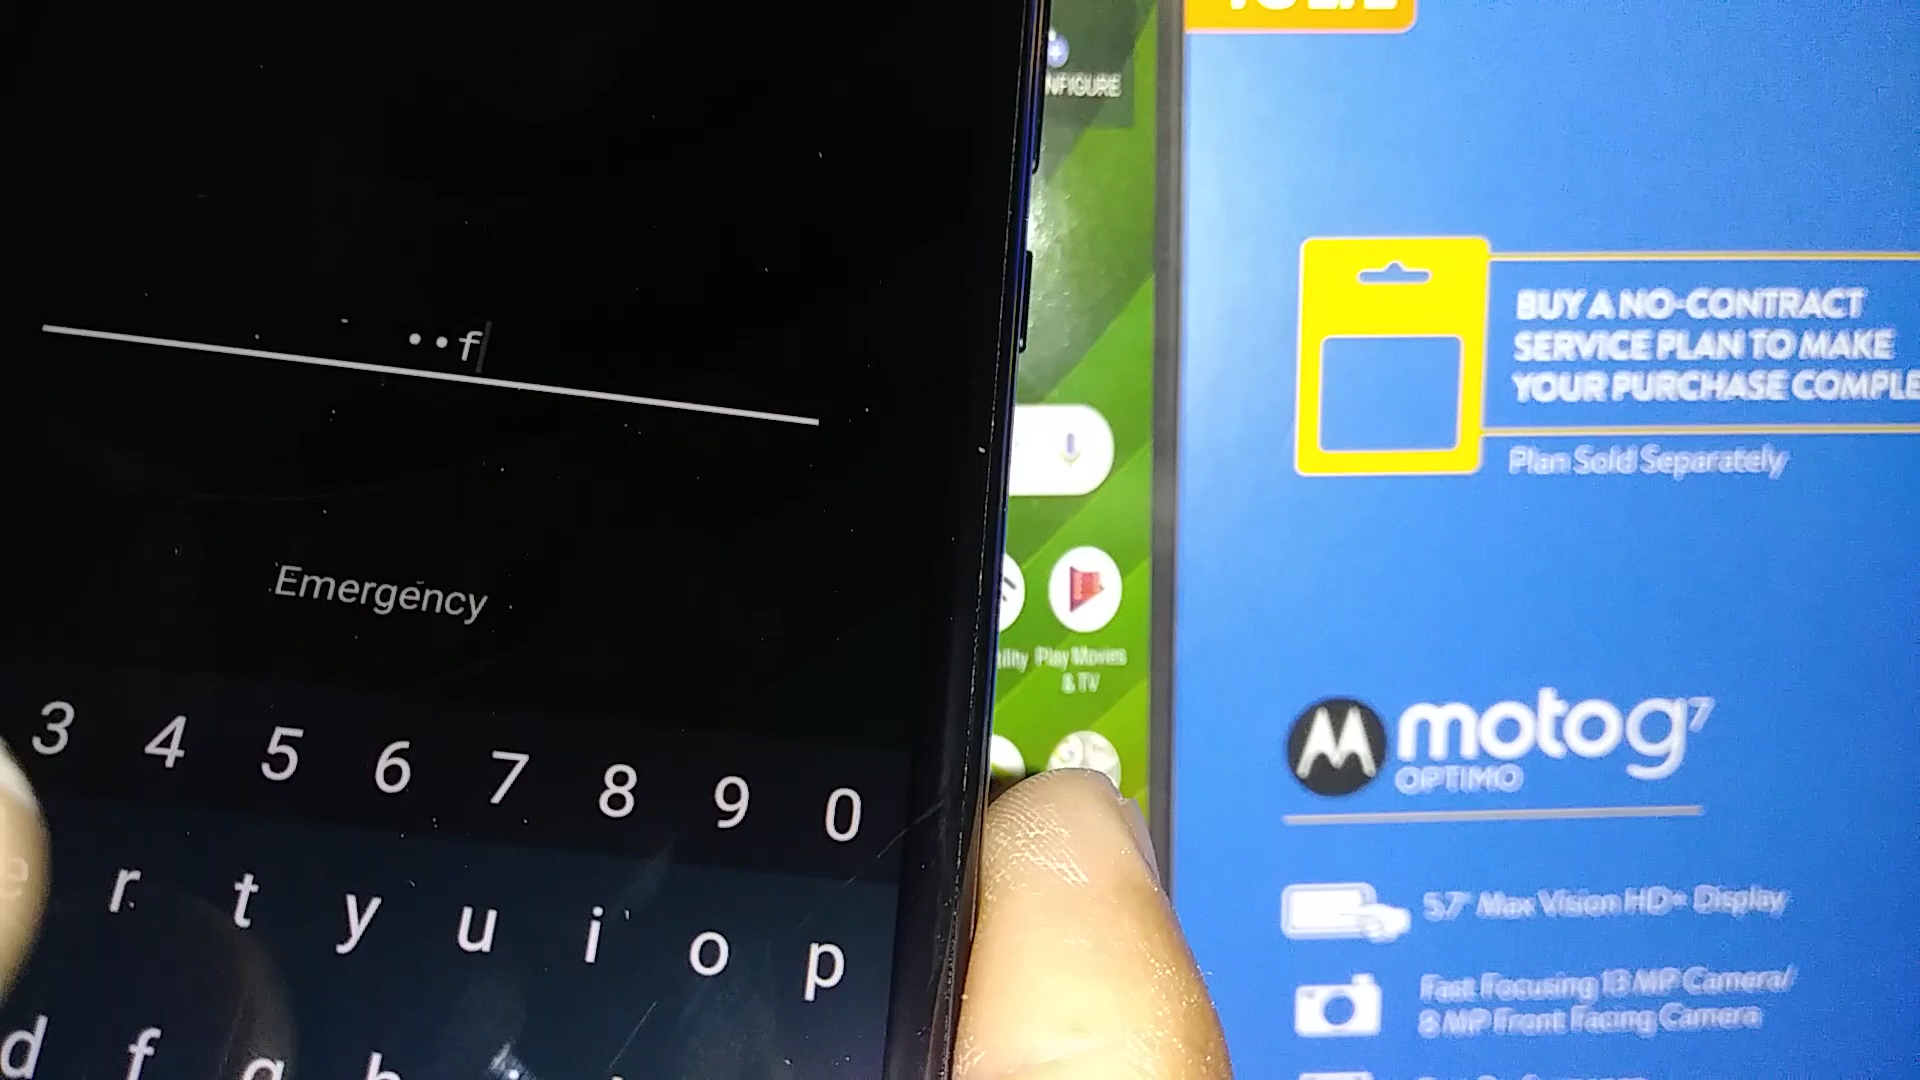 ••f
Emergency
3 4 5 6 7 8 9 0
e r t y u i o p
d f g h
NFIGURE
Play Movies
& TV
BUY A NO-CONTRACT
SERVICE PLAN TO MAKE
YOUR PURCHASE COMPLE
Plan Sold Separately
moto g7
OPTIMO
5.7" Max Vision HD+ Display
Fast Focusing 13 MP Camera/
8 MP Front Facing Camera